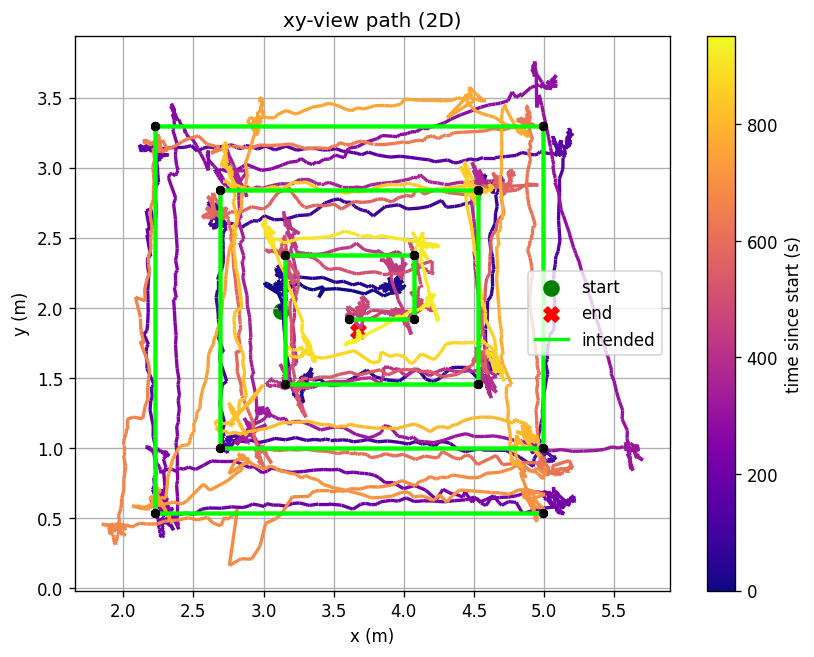 xy-view path (2D)
3.5
3.0
2.5
2.0
1.5
1.0
0.5
0.0
y (m)
2.0 2.5 3.0 3.5 4.0 4.5 5.0 5.5
x (m)
start
end
intended
800
600
400
200
0
time since start (s)